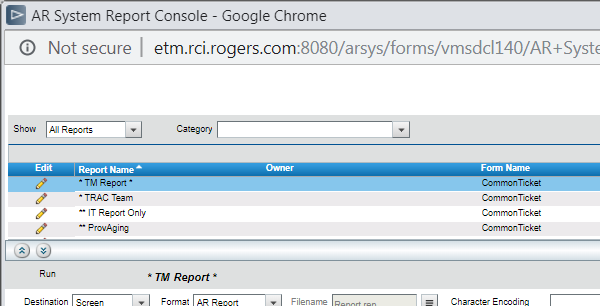 AR System Report Console - Google Chrome
Not secure etm.rci.rogers.com:8080/arsys/forms/vmsdcl140/AR+Syste
Show All Reports Category
Edit Report Name Owner Form Name
* TM Report * CommonTicket
* TRAC Team CommonTicket
** IT Report Only CommonTicket
** ProvAging CommonTicket
Run * TM Report *
Destination Screen Format AR Report Filename Report.rep Character Encoding